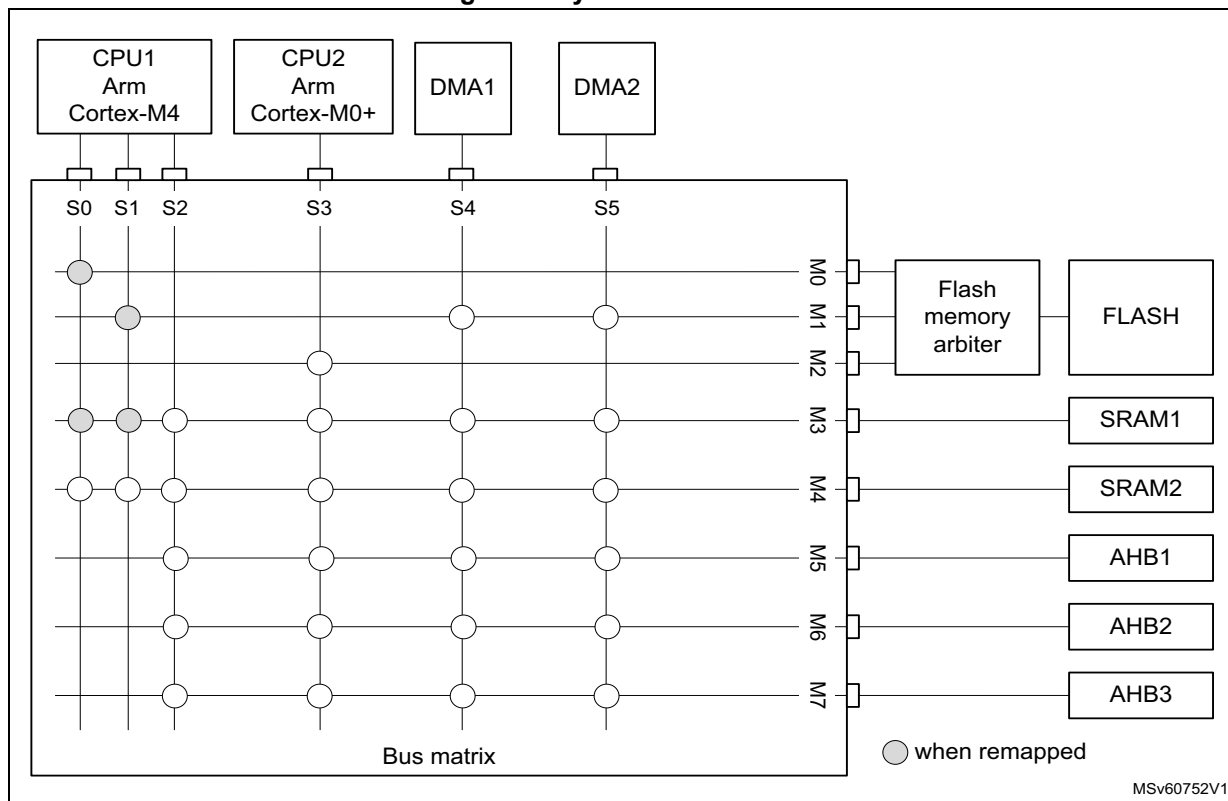 CPU1
Arm
Cortex-M4
CPU2
Arm
Cortex-M0+
DMA1
DMA2
S0 S1 S2 S3 S4 S5
M0
M1
M2
M3
M4
M5
M6
M7
Flash
memory
arbiter
FLASH
SRAM1
SRAM2
AHB1
AHB2
AHB3
Bus matrix
when remapped
MSv60752V1